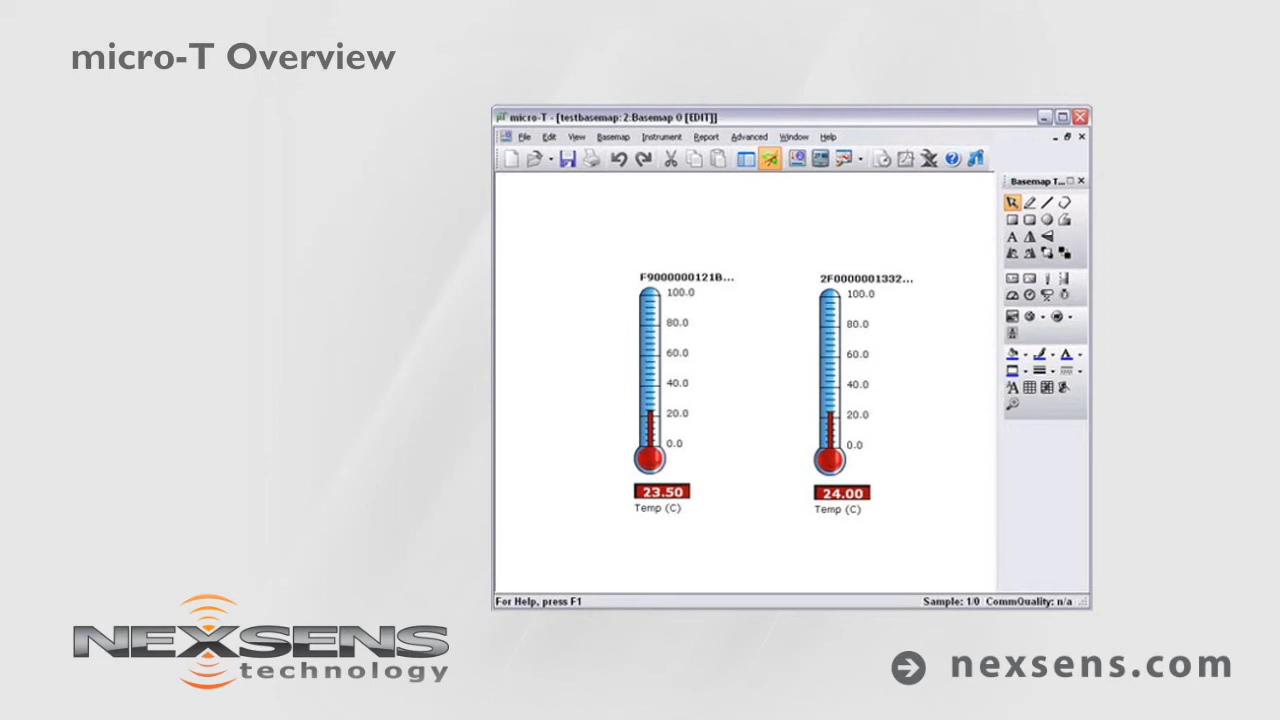 micro-T Overview
micro-T - [testbasemap:2:Basemap 0 [EDIT]]
File Edit View Basemap Instrument Report Advanced Window Help
Basemap T...
F9000000121B...
100.0
80.0
60.0
40.0
20.0
0.0
23.50
Temp (C)
2F0000001332...
100.0
80.0
60.0
40.0
20.0
0.0
24.00
Temp (C)
For Help, press F1
Sample: 1/0 CommQuality: n/a
NEXSENS
technology
nexsens.com